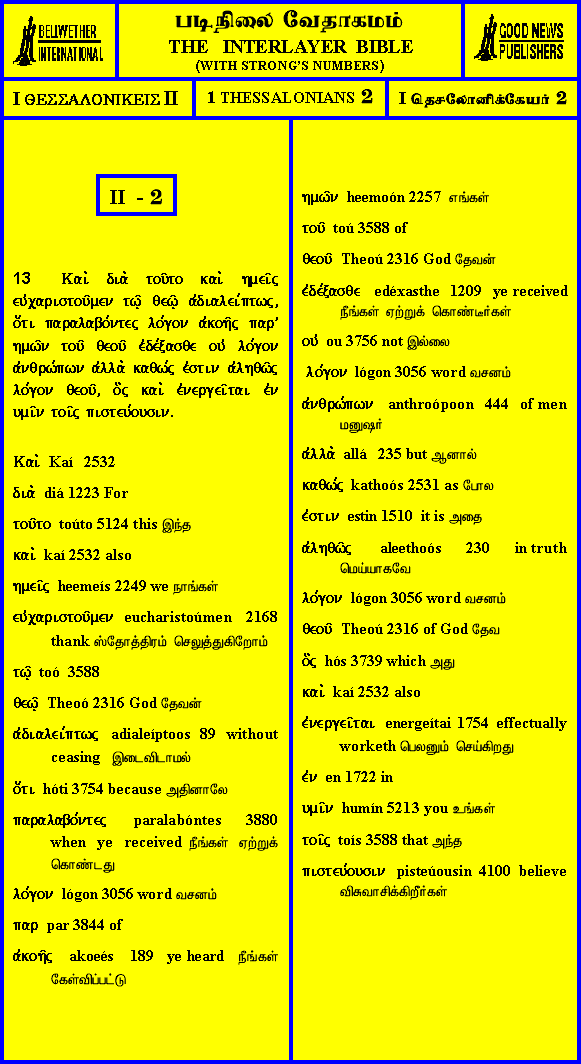 BELLWETHER
INTERNATIONAL
படிநிலை வேதாகமம்
THE INTERLAYER BIBLE
(WITH STRONG'S NUMBERS)
GOOD NEWS
PUBLISHERS
I ΘΕΣΣΑΛΟΝΙΚΕΙΣ II
1 THESSALONIANS 2
I தெசலோனிக்கேயர் 2
II - 2
13 Καὶ διὰ τοῦτο καὶ ημεῖς
εὐχαριστοῦμεν τῷ θεῷ ἀδιαλείπτως,
ὅτι παραλαβόντες λόγον ἀκοῆς παρ’
ημῶν τοῦ θεοῦ ἐδέξασθε οὐ λόγον
ἀνθρώπων ἀλλὰ καθώς ἐστιν ἀληθῶς
λόγον θεοῦ, ὃς καὶ ἐνεργεῖται ἐν
υμῖν τοῖς πιστεύουσιν.
Καὶ Kaí 2532
διὰ diá 1223 For
τοῦτο toúto 5124 this இந்த
καὶ kaí 2532 also
ημεῖς heemeís 2249 we நாங்கள்
εὐχαριστοῦμεν eucharistoúmen 2168
thank ஸ்தோத்திரம் செலுத்துகிறோம்
τῷ toó 3588
θεῷ Theoó 2316 God தேவன்
ἀδιαλείπτως adialeíptoos 89 without
ceasing இடைவிடாமல்
ὅτι hóti 3754 because அதினாலே
παραλαβόντες paralabóntes 3880
when ye received நீங்கள் ஏற்றுக்
கொண்டது
λόγον lógon 3056 word வசனம்
παρ par 3844 of
ἀκοῆς akoeés 189 ye heard நீங்கள்
கேள்விப்பட்டு
ημῶν heemoón 2257 எங்கள்
τοῦ toú 3588 of
θεοῦ Theoú 2316 God தேவன்
ἐδέξασθε edéxasthe 1209 ye received
நீங்கள் ஏற்றுக் கொண்டீர்கள்
οὐ ou 3756 not இல்லை
λόγον lógon 3056 word வசனம்
ἀνθρώπων anthroópoon 444 of men
மனுஷர்
ἀλλὰ allá 235 but ஆனால்
καθώς kathoós 2531 as போல
ἐστιν estin 1510 it is அதை
ἀληθῶς aleethoós 230 in truth
மெய்யாகவே
λόγον lógon 3056 word வசனம்
θεοῦ Theoú 2316 of God தேவ
ὃς hós 3739 which அது
καὶ kaí 2532 also
ἐνεργεῖται energeítai 1754 effectually
worketh பெலனும் செய்கிறது
ἐν en 1722 in
υμῖν humín 5213 you உங்கள்
τοῖς toís 3588 that அந்த
πιστεύουσιν pisteúousin 4100 believe
விசுவாசிக்கிறீர்கள்